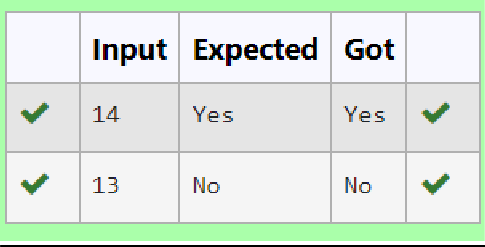 Input Expected Got
14 Yes Yes
13 No No